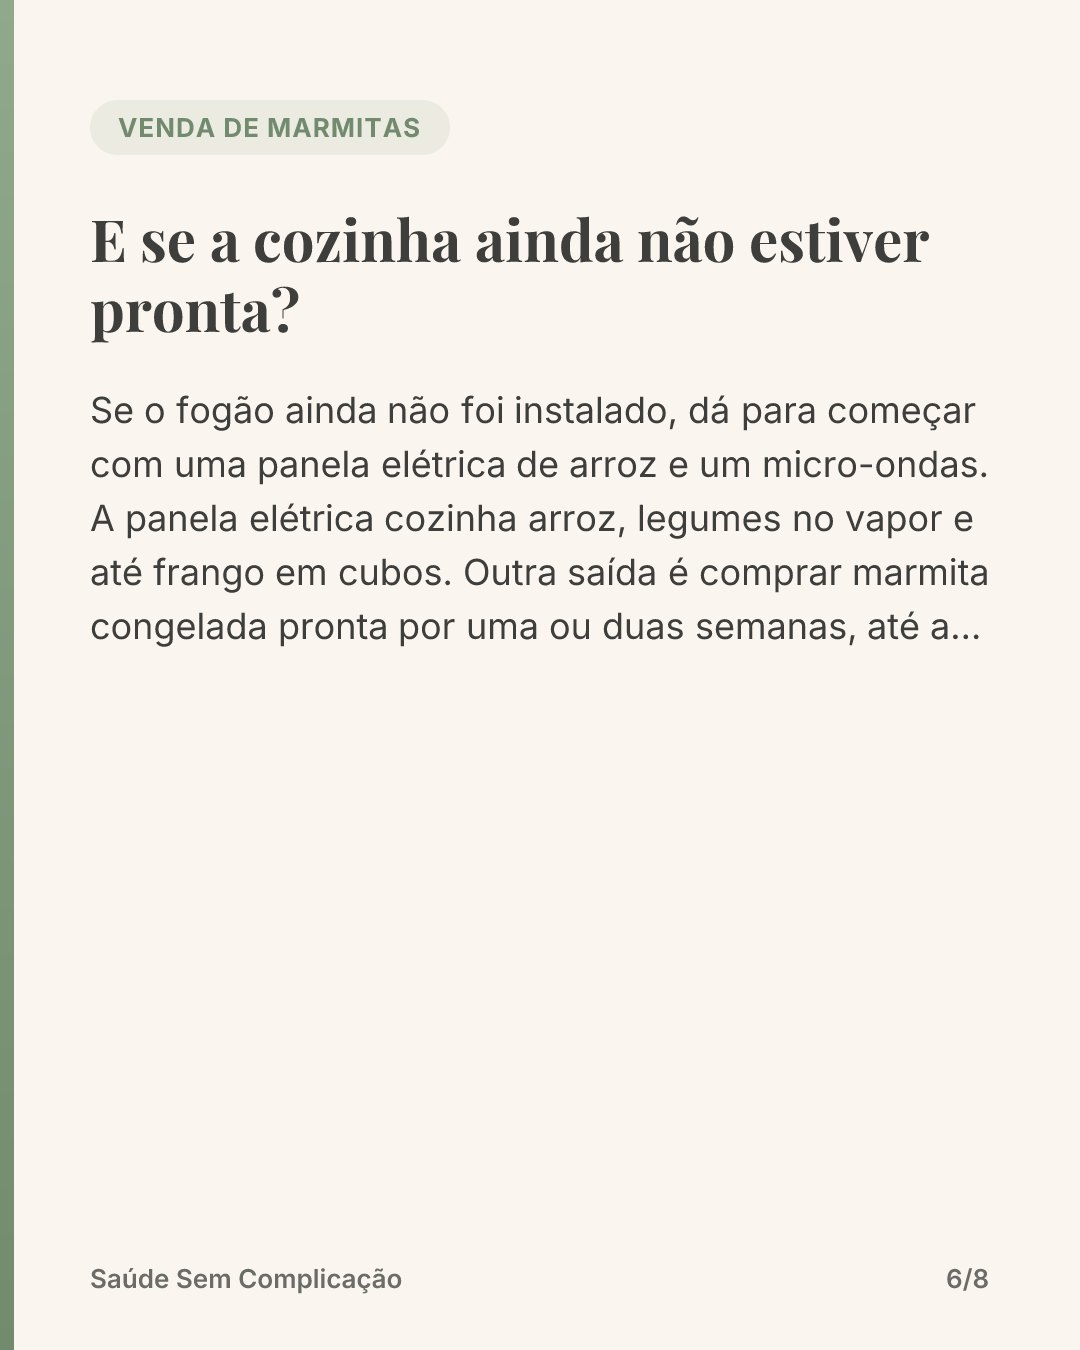 VENDA DE MARMITAS
E se a cozinha ainda não estiver
pronta?
Se o fogão ainda não foi instalado, dá para começar
com uma panela elétrica de arroz e um micro-ondas.
A panela elétrica cozinha arroz, legumes no vapor e
até frango em cubos. Outra saída é comprar marmita
congelada pronta por uma ou duas semanas, até a...
Saúde Sem Complicação
6/8